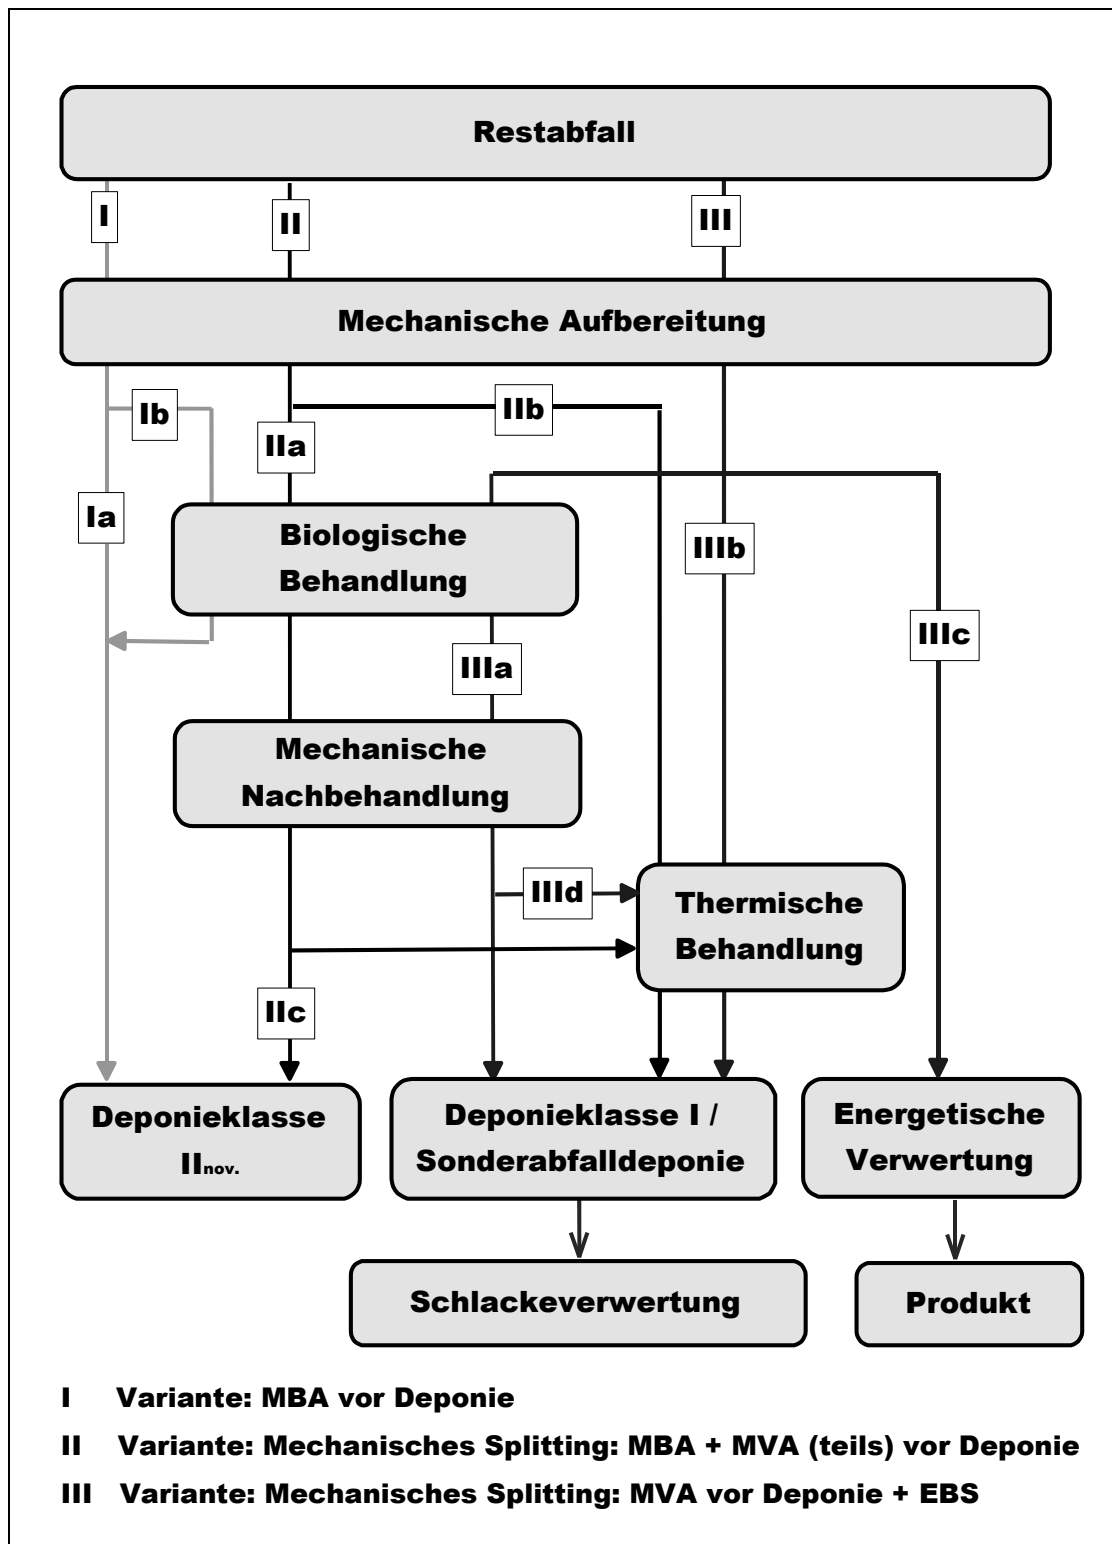 Restabfall
I
II
III
Mechanische Aufbereitung
Ib
IIb
IIa
Ia
Biologische
Behandlung
IIIb
IIIc
IIIa
Mechanische
Nachbehandlung
IIId
Thermische
Behandlung
IIc
Deponieklasse
IInov.
Deponieklasse I /
Sonderabfalldeponie
Energetische
Verwertung
Schlackeverwertung
Produkt
I Variante: MBA vor Deponie
II Variante: Mechanisches Splitting: MBA + MVA (teils) vor Deponie
III Variante: Mechanisches Splitting: MVA vor Deponie + EBS